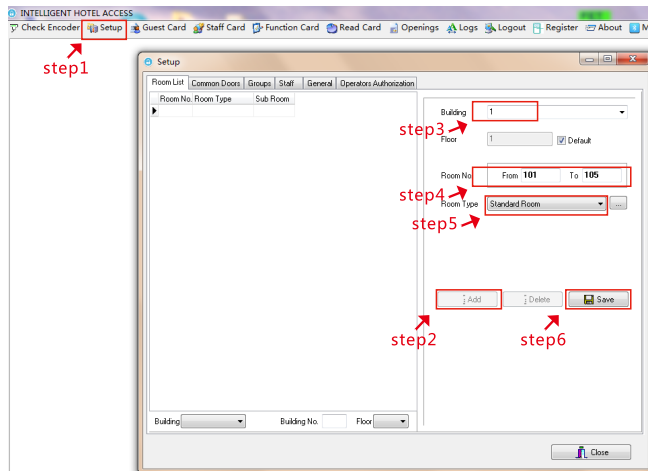 INTELLIGENT HOTEL ACCESS
Check Encoder Setup Guest Card Staff Card Function Card Read Card Openings Logs Logout Register About M
step1
Setup
Room List Common Doors Groups Staff General Operators Authorization
Room No. Room Type Sub Room
Building 1
step3
Floor 1 Default
Room No From 101 To 105
step4
Room Type Standard Room ...
step5
Add Delete Save
step2 step6
Building Building No. Floor
Close